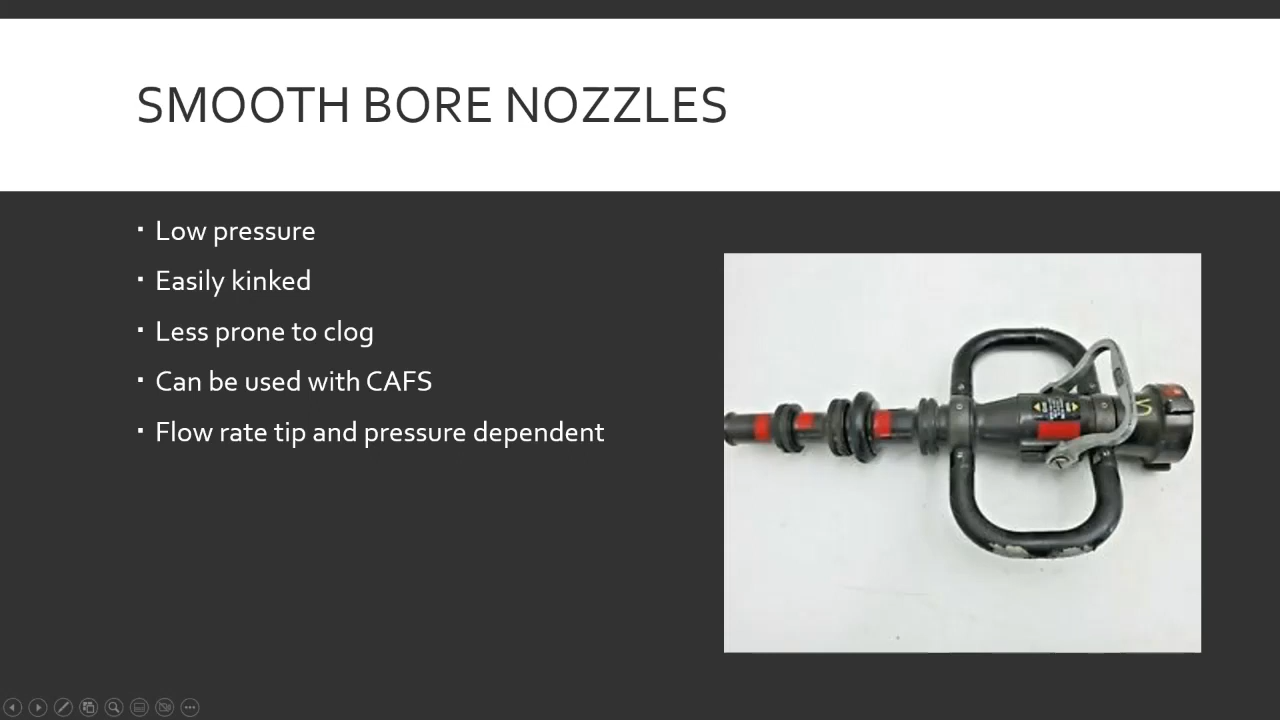 SMOOTH BORE NOZZLES
Low pressure
Easily kinked
Less prone to clog
Can be used with CAFS
Flow rate tip and pressure dependent